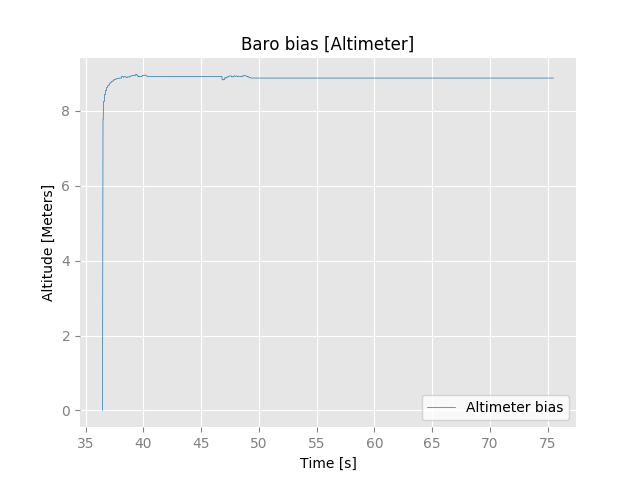 Baro bias [Altimeter]
8
6
4
2
0
Altitude [Meters]
Altimeter bias
35 40 45 50 55 60 65 70 75
Time [s]